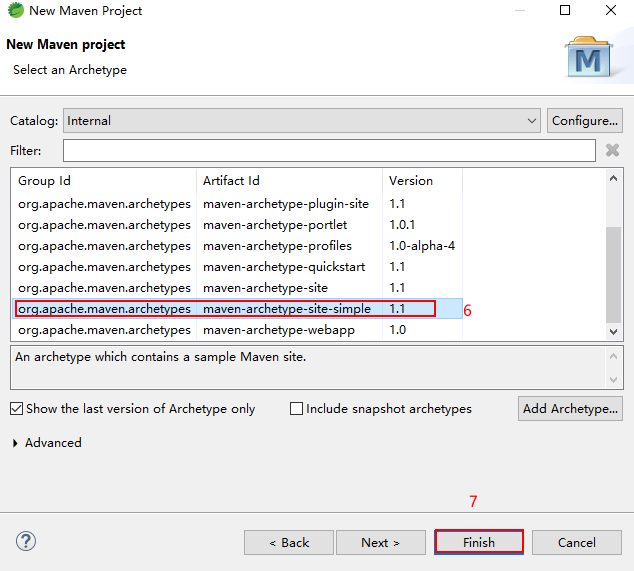 New Maven Project
New Maven project
Select an Archetype
M
Catalog: Internal Configure...
Filter:
Group Id Artifact Id Version
org.apache.maven.archetypes maven-archetype-plugin-site 1.1
org.apache.maven.archetypes maven-archetype-portlet 1.0.1
org.apache.maven.archetypes maven-archetype-profiles 1.0-alpha-4
org.apache.maven.archetypes maven-archetype-quickstart 1.1
org.apache.maven.archetypes maven-archetype-site 1.1
org.apache.maven.archetypes maven-archetype-site-simple 1.1 6
org.apache.maven.archetypes maven-archetype-webapp 1.0
An archetype which contains a sample Maven site.
Show the last version of Archetype only Include snapshot archetypes Add Archetype...
Advanced
7
? < Back Next > Finish Cancel